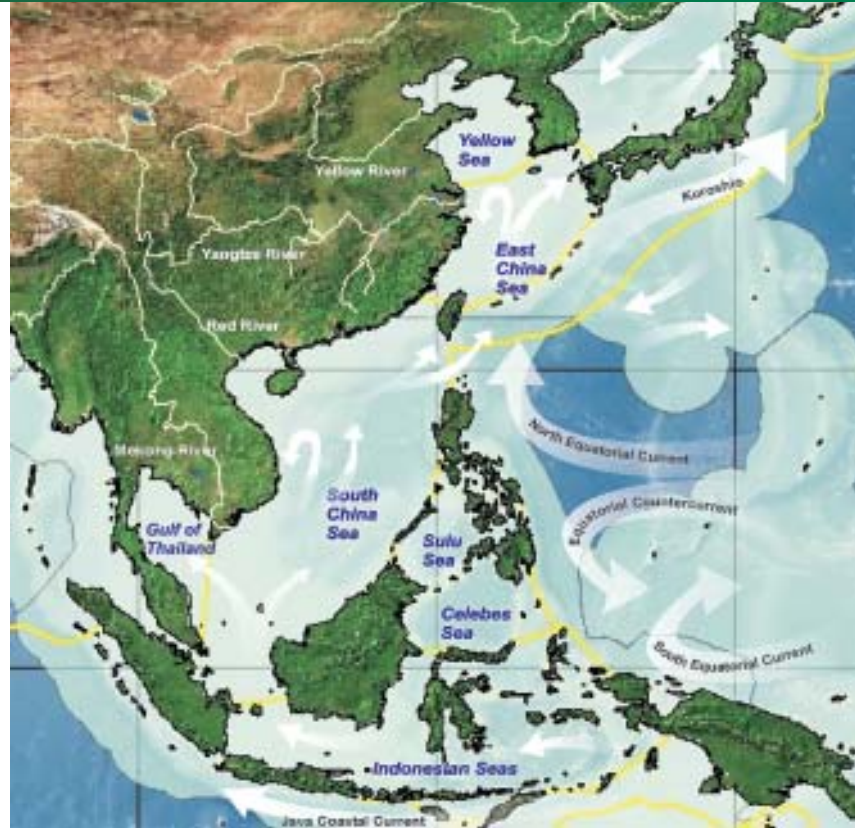 Yellow
Sea
Yellow River
Kuroshio
East
China
Sea
Yangtze River
Red River
North Equatorial Current
Mekong River
South
China
Sea
Equatorial Countercurrent
Gulf of
Thailand
Sulu
Sea
Celebes
Sea
South Equatorial Current
Indonesian Seas
Java Coastal Current